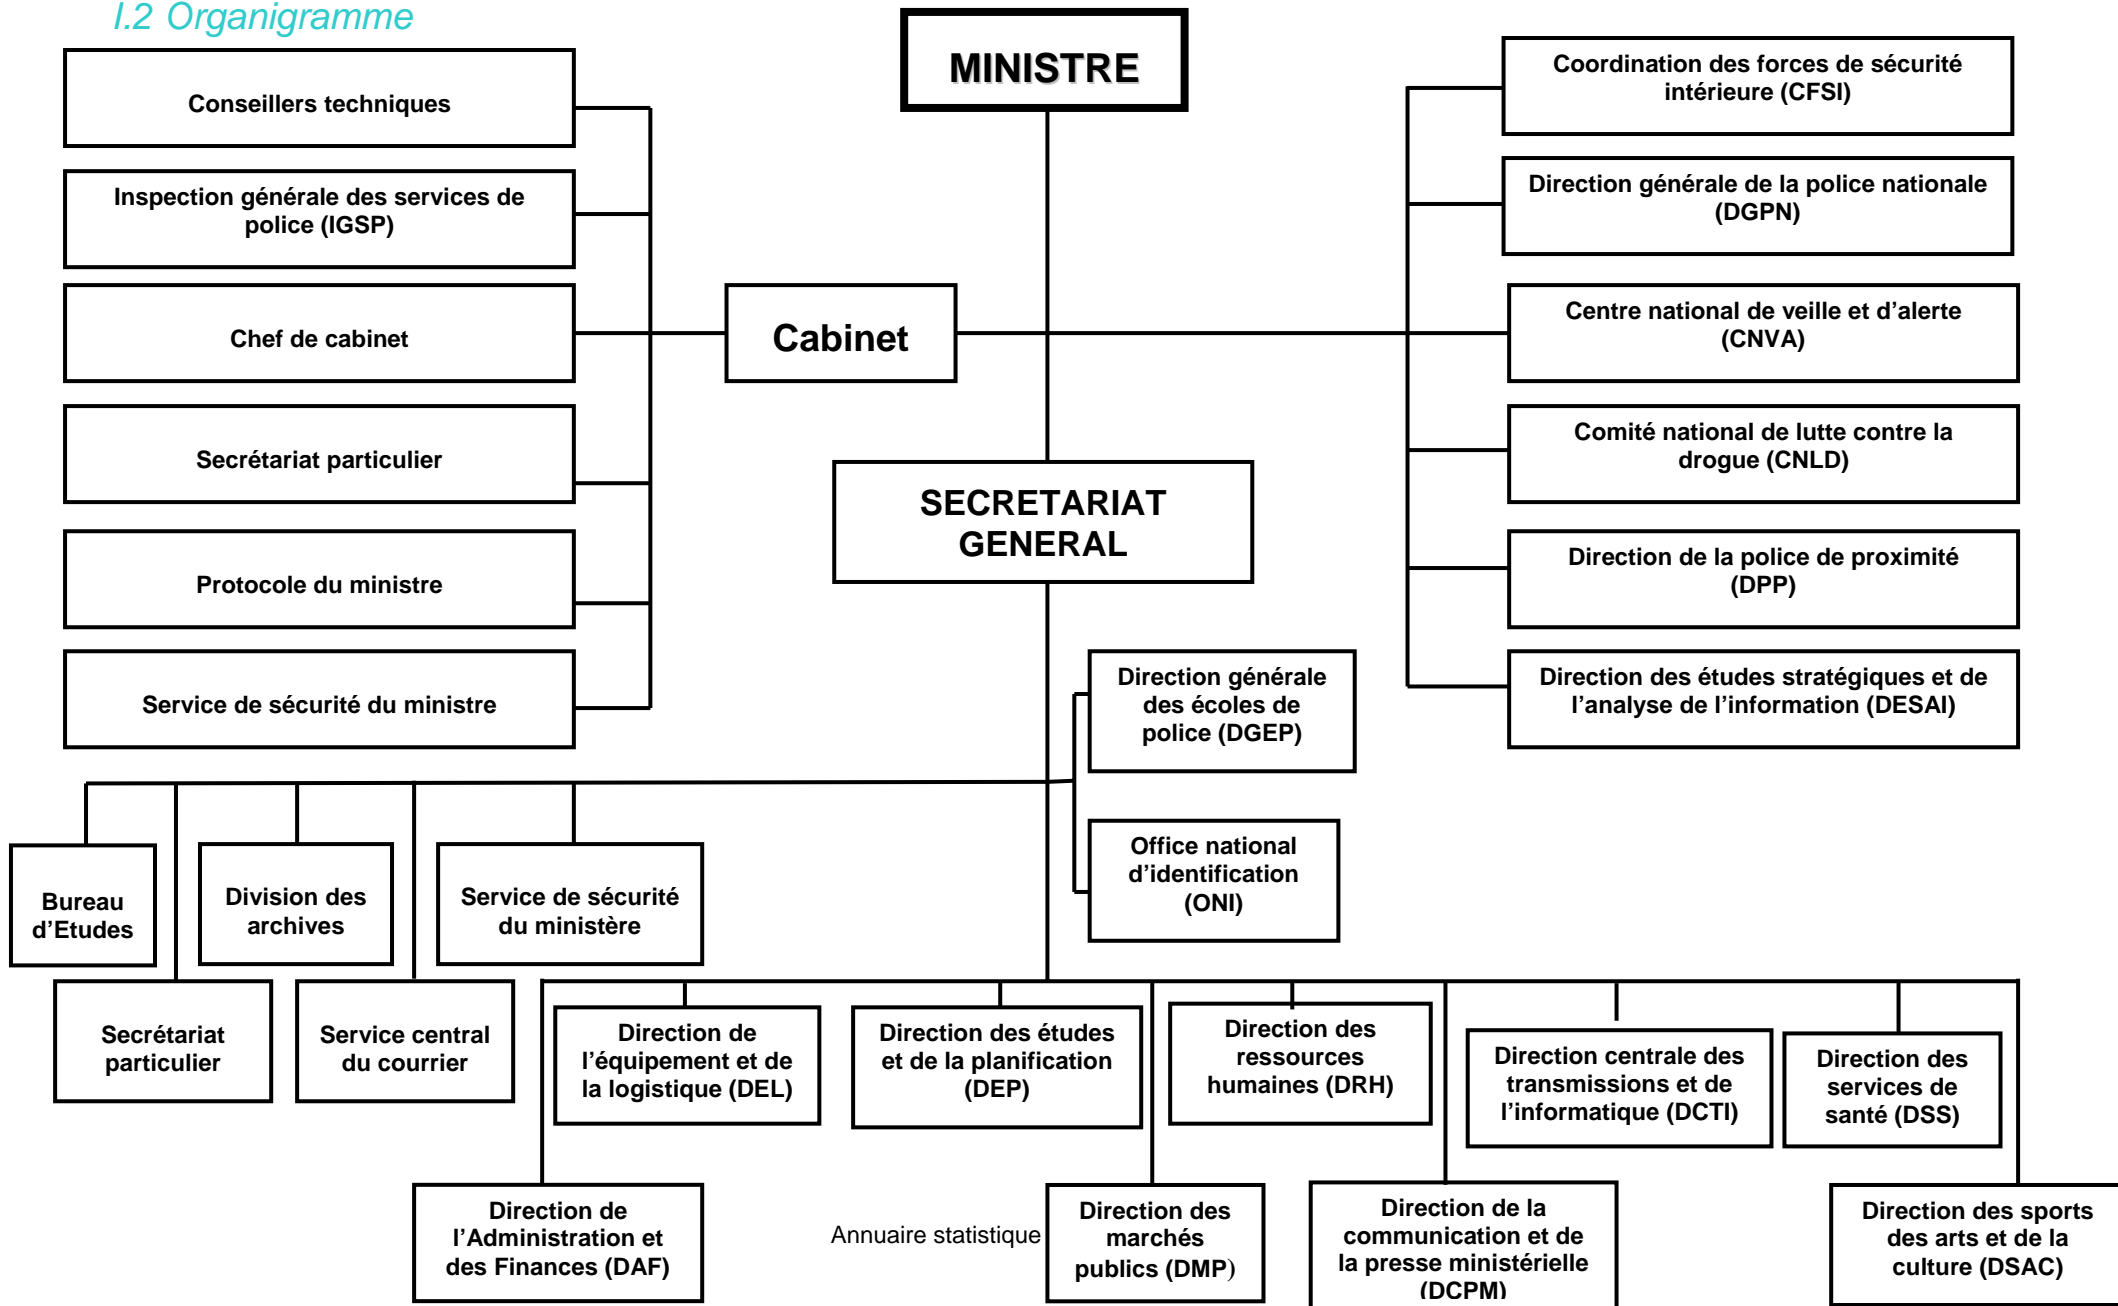 I.2 Organigramme
MINISTRE
Conseillers techniques
Inspection générale des services de
police (IGSP)
Chef de cabinet
Secrétariat particulier
Protocole du ministre
Service de sécurité du ministre
Cabinet
Coordination des forces de sécurité
intérieure (CFSI)
Direction générale de la police nationale
(DGPN)
Centre national de veille et d’alerte
(CNVA)
Comité national de lutte contre la
drogue (CNLD)
Direction de la police de proximité
(DPP)
Direction des études stratégiques et de
l’analyse de l’information (DESAI)
SECRETARIAT
GENERAL
Direction générale
des écoles de
police (DGEP)
Office national
d’identification
(ONI)
Bureau
d’Etudes
Division des
archives
Service de sécurité
du ministère
Secrétariat
particulier
Service central
du courrier
Direction de
l’équipement et de
la logistique (DEL)
Direction des études
et de la planification
(DEP)
Direction des
ressources
humaines (DRH)
Direction centrale des
transmissions et de
l’informatique (DCTI)
Direction des
services de
santé (DSS)
Direction de
l’Administration et
des Finances (DAF)
Annuaire statistique
Direction des
marchés
publics (DMP)
Direction de la
communication et de
la presse ministérielle
(DCPM)
Direction des sports
des arts et de la
culture (DSAC)